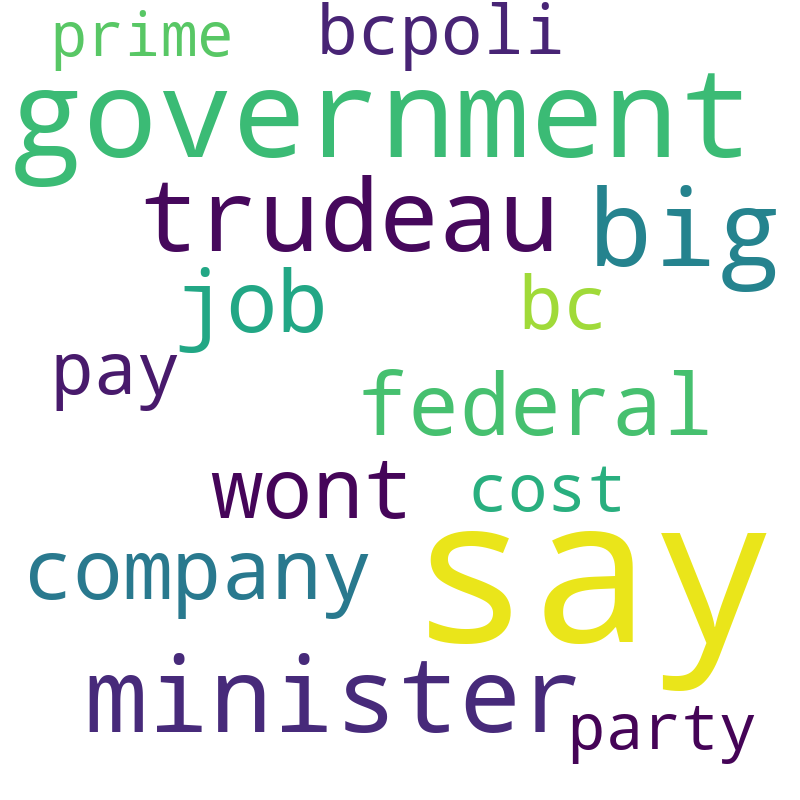 prime bcpoli
government
trudeau big
job bc
pay federal
wont cost
company say
minister party